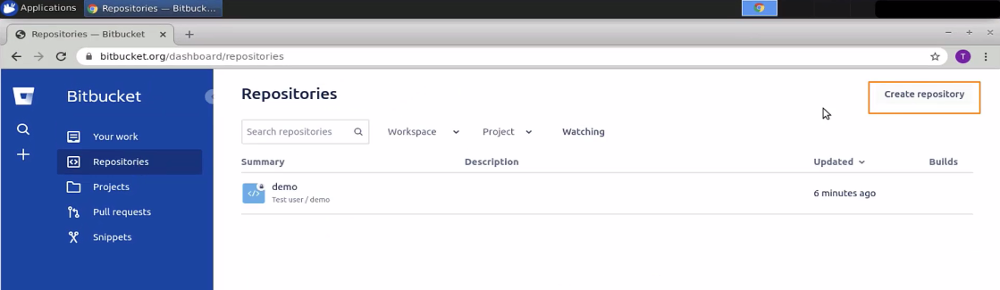 Applications Repositories — Bitbuck...
Repositories — Bitbucket
bitbucket.org/dashboard/repositories
T
Bitbucket
Your work
Repositories
Projects
Pull requests
Snippets
Repositories
Create repository
Search repositories Workspace Project Watching
Summary Description Updated Builds
demo
Test user / demo
6 minutes ago